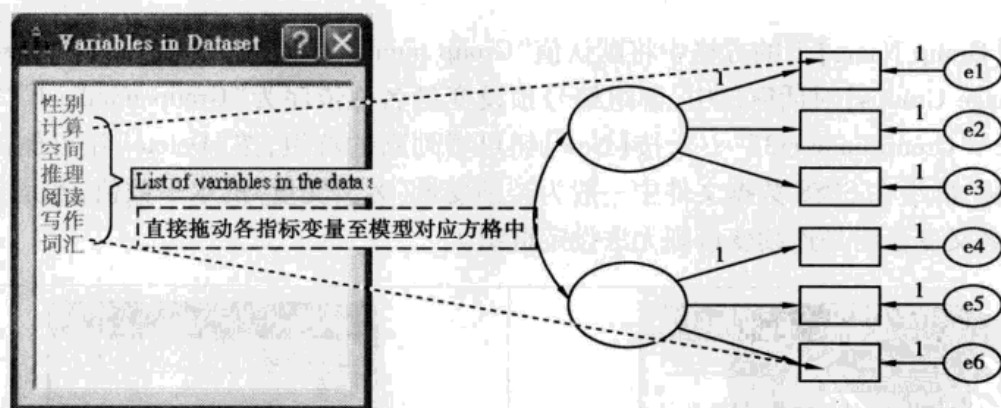 Variables in Dataset ? X
性别
计算
空间
推理
阅读
写作
词汇
List of variables in the data s
直接拖动各指标变量至模型对应方格中
1
1
e1
1
e2
1
e3
1
1
e4
1
e5
1
e6